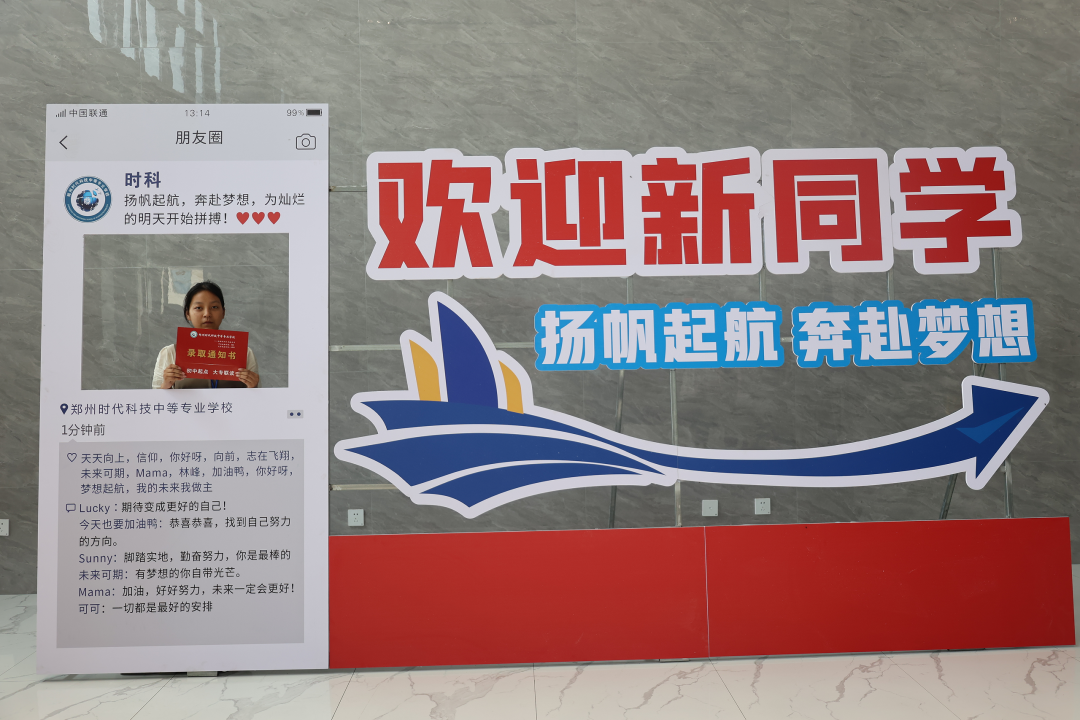 中国联通 13:14 99%
朋友圈
时科
扬帆起航，奔赴梦想，为灿烂
的明天开始拼搏！
录取通知书
初中起点 大专联读
郑州时代科技中等专业学校
1分钟前
天天向上，信仰，你好呀，向前，志在飞翔，
未来可期，Mama，林峰，加油鸭，你好呀，
梦想起航，我的未来我做主
Lucky：期待变成更好的自己！
今天也要加油鸭：恭喜恭喜，找到自己努力
的方向。
Sunny：脚踏实地，勤奋努力，你是最棒的
未来可期：有梦想的你自带光芒。
Mama：加油，好好努力，未来一定会更好！
可可：一切都是最好的安排
欢迎新同学
扬帆起航 奔赴梦想